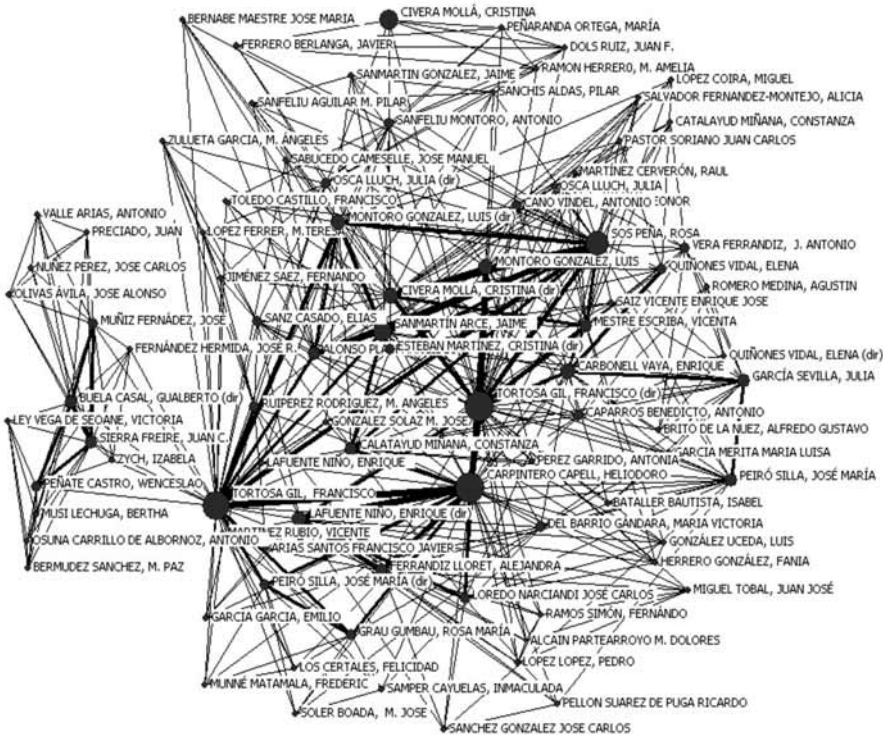 CIVERA MOLLÁ, CRISTINA
BERNABE MAESTRE JOSE MARIA
PEÑARANDA ORTEGA, MARÍA
FERRERO BERLANGA, JAVIER
DOLS RUIZ, JUAN F.
RAMON HERRERO, M. AMELIA
SANMARTIN GONZALEZ, JAIME
LOPEZ COIRA, MIGUEL
SANCHIS ALDAS, PILAR
SALVADOR FERNANDEZ-MONTEJO, ALICIA
SANFELIU AGUILAR M. PILAR
SANFELIU MONTORO, ANTONIO
CATALAYUD MIÑANA, CONSTANZA
ZULUETA GARCIA, M. ÁNGELES
PASTOR SORIANO JUAN CARLOS
SABUCEDO CAMESELLE, JOSE MANUEL
MARTÍNEZ CERVERÓN, RAUL
OSCA LLUCH, JULIA (dir)
OSCA LLUCH, JULIA
TOLEDO CASTILLO, FRANCISCO
CANO VINDEL, ANTONIO
ONOR
VALLE ARIAS, ANTONIO
MONTORO GONZALEZ, LUIS (dir)
PRECIADO, JUAN
LOPEZ FERRER, M.TERESA
SOS PEÑA, ROSA
VERA FERRANDIZ, J. ANTONIO
NUÑEZ PEREZ, JOSE CARLOS
MONTORO GONZALEZ, LUIS
QUIÑONES VIDAL, ELENA
JIMÉNEZ SAEZ, FERNANDO
ROMERO MEDINA, AGUSTIN
OLIVAS ÁVILA, JOSE ALONSO
CIVERA MOLLÁ, CRISTINA (dir)
SAIZ VICENTE ENRIQUE JOSE
MUÑIZ FERNÁDEZ, JOSÉ
SANZ CASADO, ELIAS
SANMARTÍN ARCE, JAIME
MESTRE ESCRIBA, VICENTA
FERNÁNDEZ HERMIDA, JOSE R.
ALONSO PLA
ESTEBAN MARTINEZ, CRISTINA (dir)
QUIÑONES VIDAL, ELENA (dir)
CARBONELL VAYA, ENRIQUE
GARCÍA SEVILLA, JULIA
BUELA CASAL, GUALBERTO (dir)
TORTOSA GIL, FRANCISCO (dir)
RUIPEREZ RODRIGUEZ, M. ANGELES
CAPARROS BENEDICTO, ANTONIO
LEY VEGA DE SEOANE, VICTORIA
GONZALEZ SOLAZ M. JOSE
BRITO DE LA NUEZ, ALFREDO GUSTAVO
SIERRA FREIRE, JUAN C.
CALATAYUD MIÑANA, CONSTANZA
GARCIA MERITA MARIA LUISA
ZYCH, IZABELA
LAFUENTE NIÑO, ENRIQUE
PEREZ GARRIDO, ANTONIA
PEÑATE CASTRO, WENCESLAO
TORTOSA GIL, FRANCISCO
CARPINTERO CAPELL, HELIODORO
PEIRÓ SILLA, JOSÉ MARÍA
BATALLER BAUTISTA, ISABEL
MUSI LECHUGA, BERTHA
LAFUENTE NIÑO, ENRIQUE (dir)
DEL BARRIO GANDARA, MARIA VICTORIA
MARTINEZ RUBIO, VICENTE
OSUNA CARRILLO DE ALBORNOZ, ANTONIO
ARIAS SANTOS FRANCISCO JAVIERS
GONZÁLEZ UCEDA, LUIS
BERMUDEZ SANCHEZ, M. PAZ
FERRANDIZ LLORET, ALEJANDRA
HERRERO GONZÁLEZ, FANIA
PEIRÓ SILLA, JOSÉ MARÍA (dir)
MIGUEL TOBAL, JUAN JOSÉ
LOREDO NARCIANDI JOSÉ CARLOS
GARCIA GARCIA, EMILIO
RAMOS SIMÓN, FERNÁNDO
GRAU GUMBAU, ROSA MARÍA
ALCAIN PARTEARROYO M. DOLORES
LOPEZ LOPEZ, PEDRO
LOS CERTALES, FELICIDAD
MUNNÉ MATAMALA, FREDERIC
SAMPER CAYUELAS, INMACULADA
PELLON SUAREZ DE PUGA RICARDO
SOLER BOADA, M. JOSE
SANCHEZ GONZALEZ JOSE CARLOS